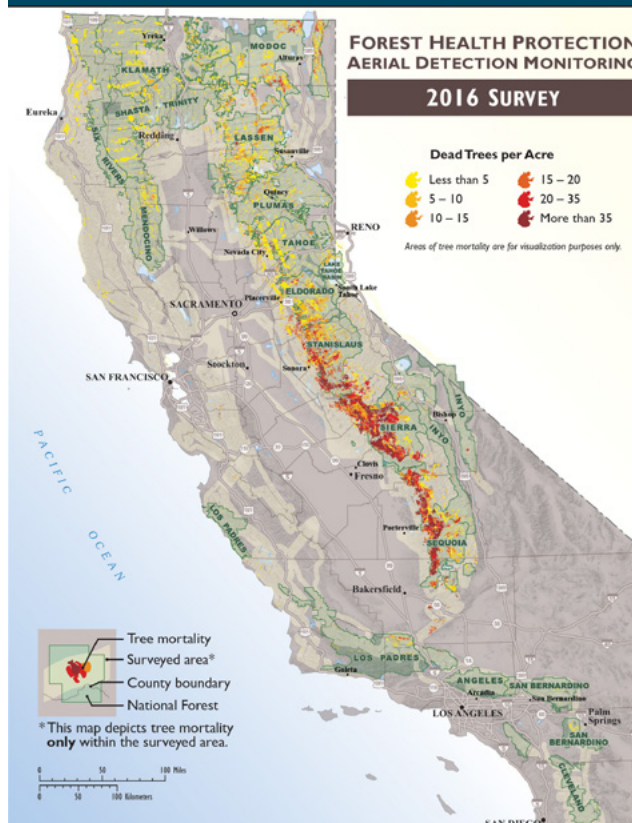 FOREST HEALTH PROTECTION
AERIAL DETECTION MONITORING
2016 SURVEY
Dead Trees per Acre
Less than 5
15 – 20
5 – 10
20 – 35
10 – 15
More than 35
Areas of tree mortality are for visualization purposes only.
Yreka
MODOC
Alturas
KLAMATH
SHASTA - TRINITY
Eureka
Redding
LASSEN
Susanville
SIX RIVERS
Quincy
PLUMAS
MENDOCINO
Willows
RENO
TAHOE
Nevada City
LAKE
TAHOE
BASIN
South Lake
Tahoe
ELDORADO
Placerville
SACRAMENTO
STANISLAUS
Stockton
Sonora
SAN FRANCISCO
Bishop
INYO
INYO
SIERRA
PACIFIC OCEAN
Clovis
Fresno
LOS PADRES
Porterville
SEQUOIA
Bakersfield
LOS PADRES
Goleta
ANGELES
SAN BERNARDINO
Arcadia
San Bernardino
LOS ANGELES
Palm
Springs
SAN
BERNARDINO
CLEVELAND
SAN DIEGO
Tree mortality
Surveyed area*
County boundary
National Forest
*This map depicts tree mortality
only within the surveyed area.
0 50 100 Miles
0 50 100 Kilometers